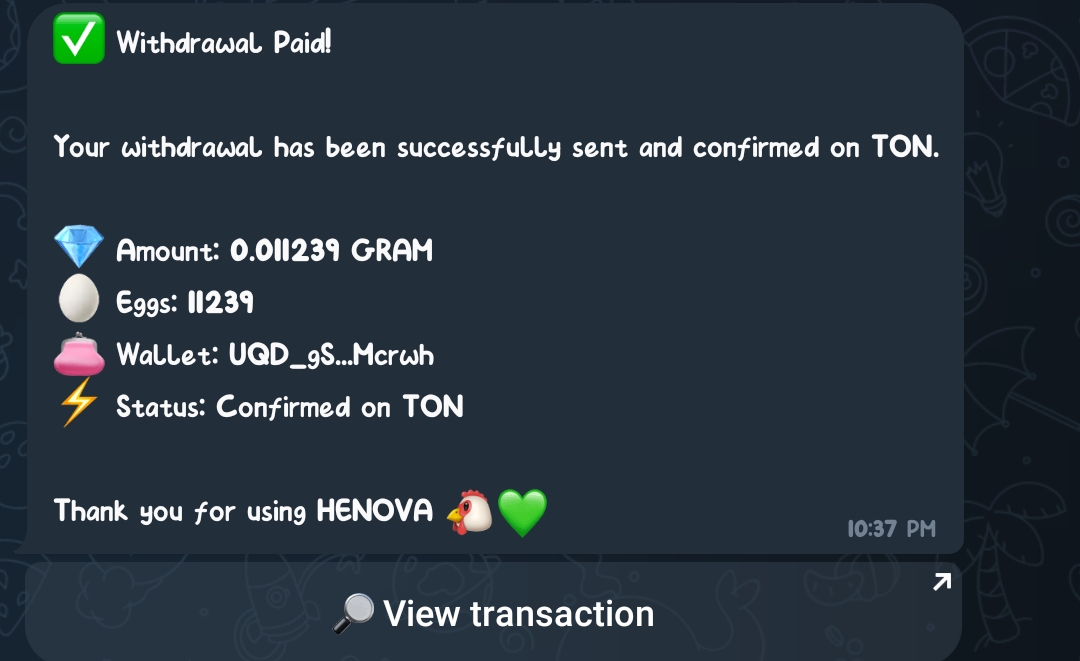 ✅ Withdrawal Paid!
Your withdrawal has been successfully sent and confirmed on TON.
💎 Amount: 0.011239 GRAM
🥚 Eggs: 11239
👛 Wallet: UQD_gS...Mcrwh
⚡ Status: Confirmed on TON
Thank you for using HENOVA 🐔💚
10:37 PM
🔎 View transaction